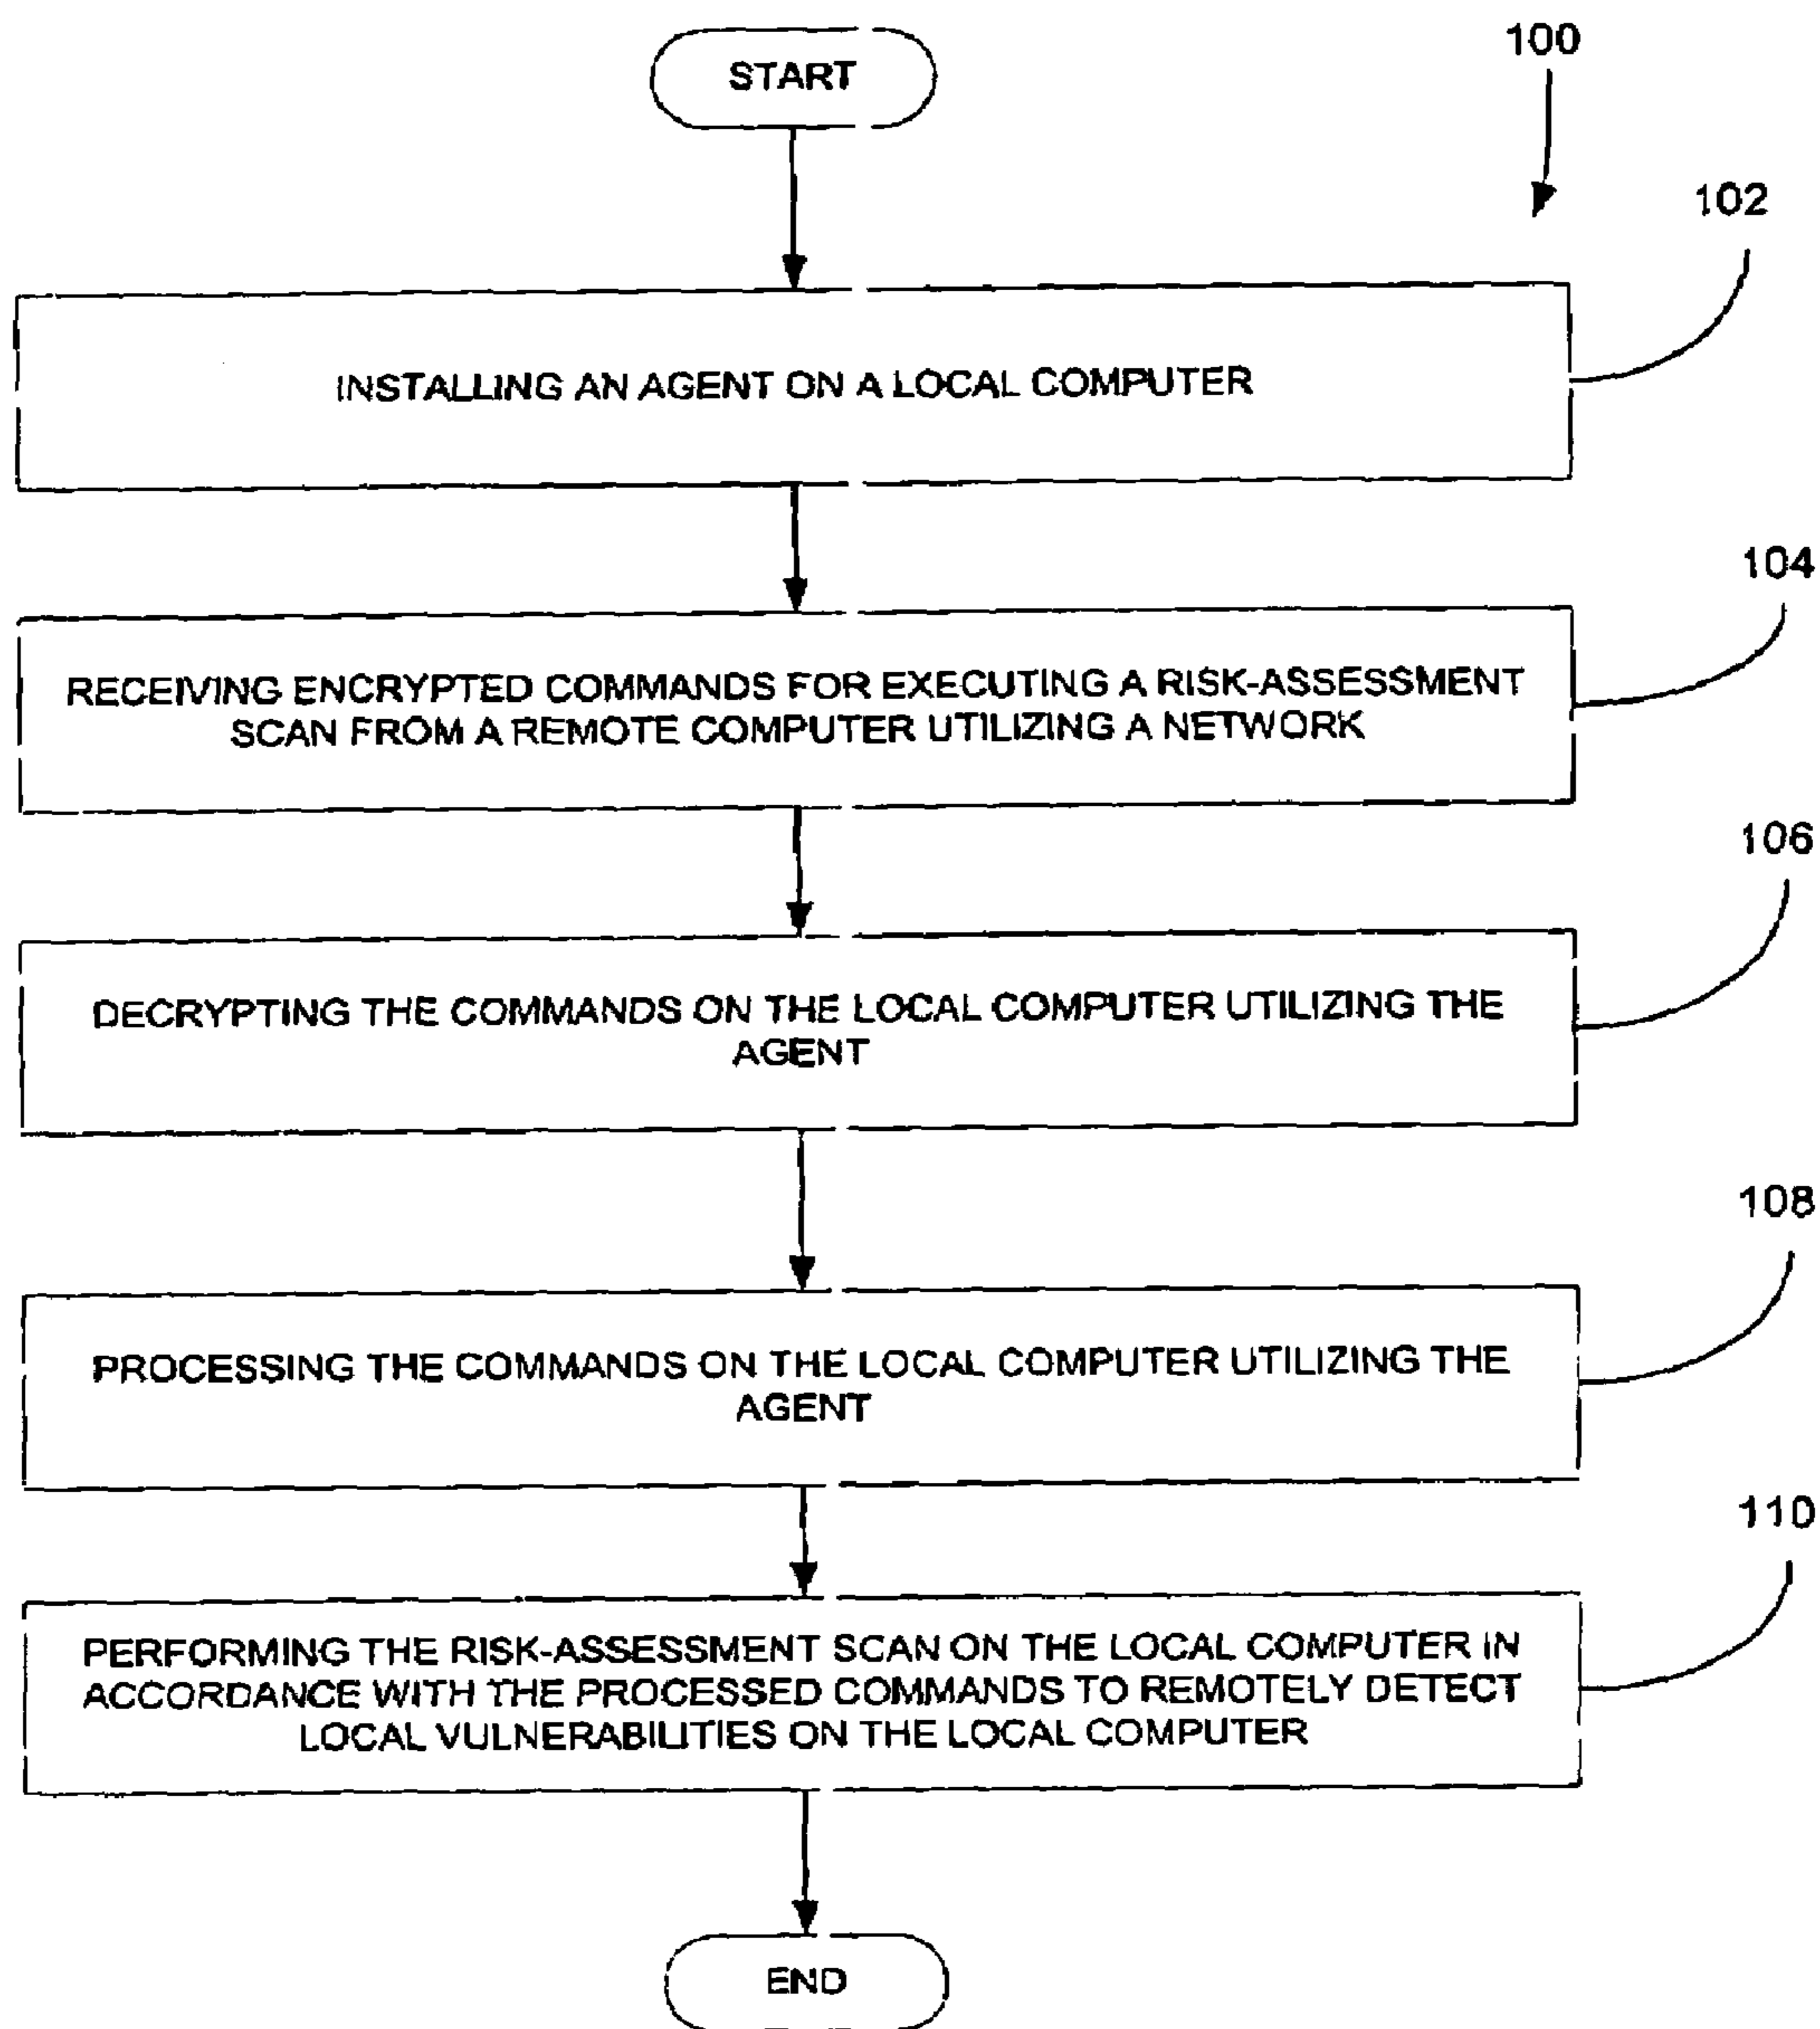 START
100
102
INSTALLING AN AGENT ON A LOCAL COMPUTER
104
RECEIVING ENCRYPTED COMMANDS FOR EXECUTING A RISK-ASSESSMENT
SCAN FROM A REMOTE COMPUTER UTILIZING A NETWORK
106
DECRYPTING THE COMMANDS ON THE LOCAL COMPUTER UTILIZING THE
AGENT
108
PROCESSING THE COMMANDS ON THE LOCAL COMPUTER UTILIZING THE
AGENT
110
PERFORMING THE RISK-ASSESSMENT SCAN ON THE LOCAL COMPUTER IN
ACCORDANCE WITH THE PROCESSED COMMANDS TO REMOTELY DETECT
LOCAL VULNERABILITIES ON THE LOCAL COMPUTER
END